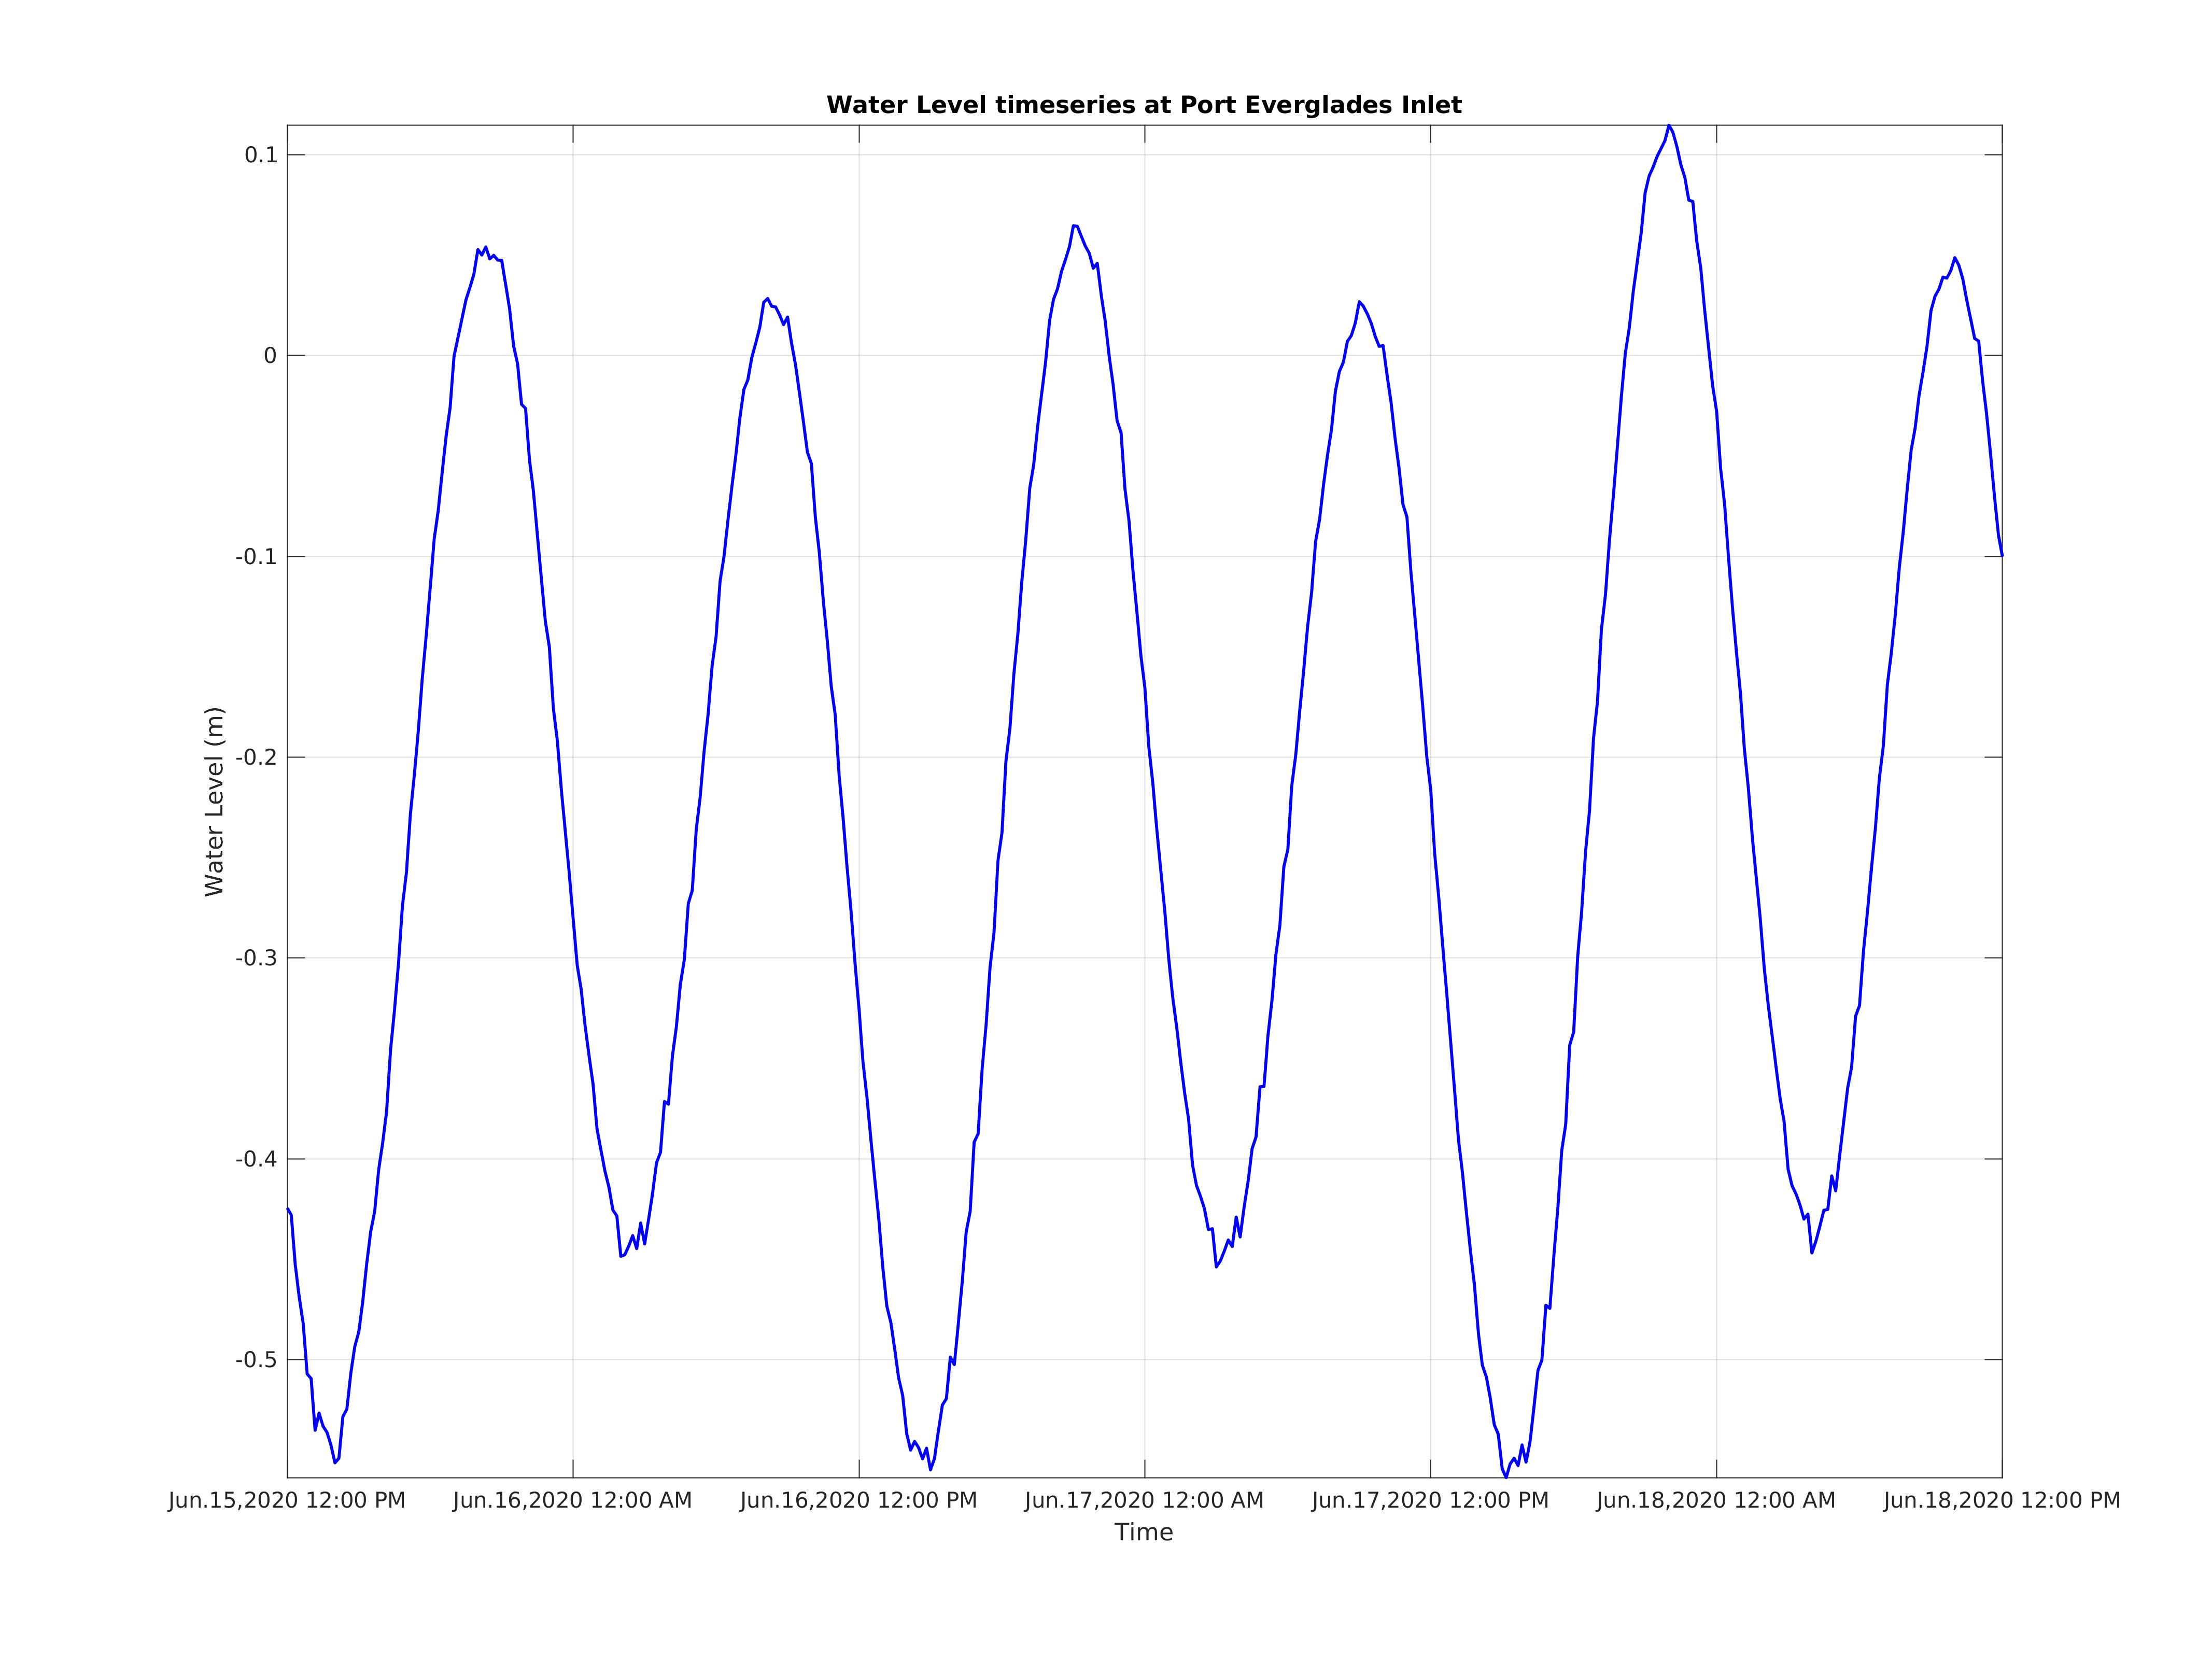 Water Level timeseries at Port Everglades Inlet
0.1
0
-0.1
-0.2
-0.3
-0.4
-0.5
Water Level (m)
Jun.15,2020 12:00 PM
Jun.16,2020 12:00 AM
Jun.16,2020 12:00 PM
Jun.17,2020 12:00 AM
Jun.17,2020 12:00 PM
Jun.18,2020 12:00 AM
Jun.18,2020 12:00 PM
Time